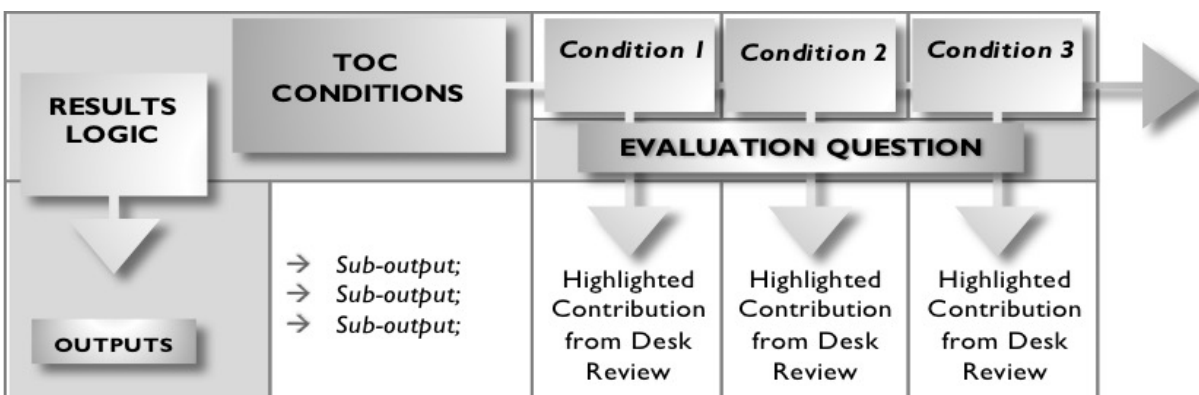 RESULTS
LOGIC
TOC
CONDITIONS
Condition 1
Condition 2
Condition 3
EVALUATION QUESTION
OUTPUTS
→ Sub-output;
→ Sub-output;
→ Sub-output;
Highlighted
Contribution
from Desk
Review
Highlighted
Contribution
from Desk
Review
Highlighted
Contribution
from Desk
Review